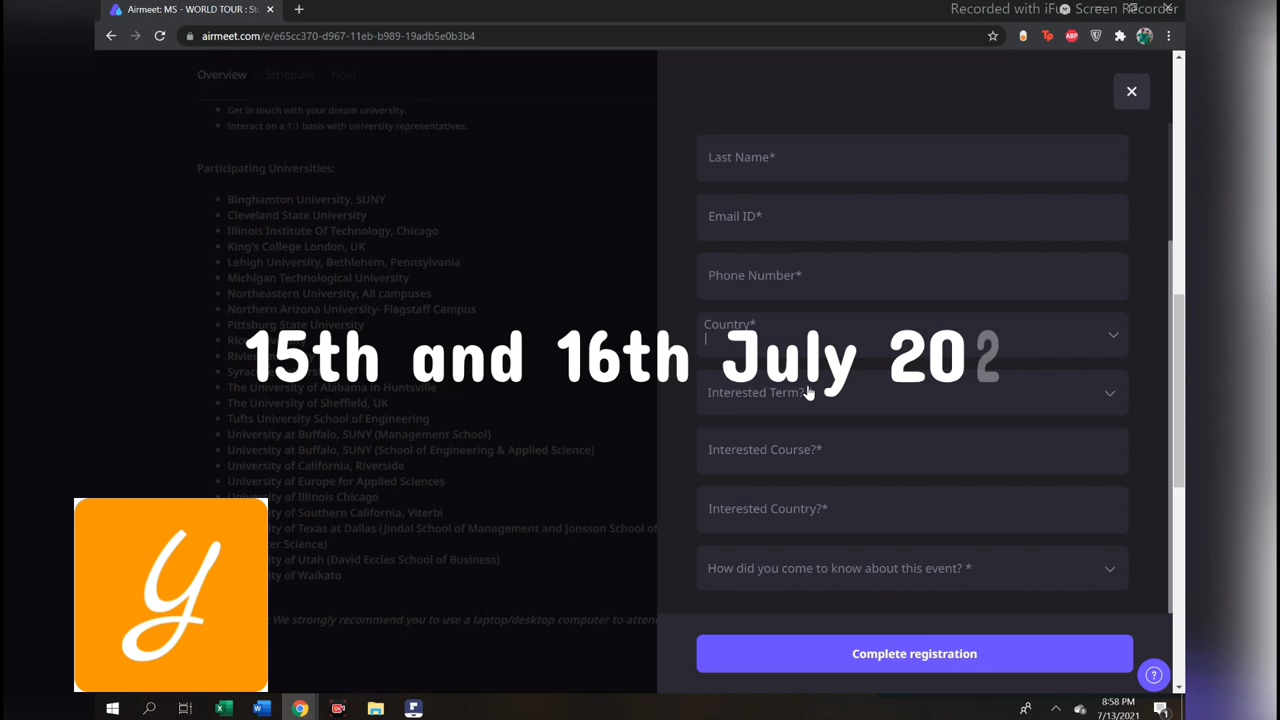 Airmeet: MS - WORLD TOUR : St
Recorded with iFun Screen Recorder
airmeet.com/e/e65cc370-d967-11eb-b989-19adb5e0b3b4
Overview Schedule Host
Get in touch with your dream university.
Interact on a 1:1 basis with university representatives.
Participating Universities:
Binghamton University, SUNY
Cleveland State University
Illinois Institute Of Technology, Chicago
King's College London, UK
Lehigh University, Bethlehem, Pennsylvania
Michigan Technological University
Northeastern University, All campuses
Northern Arizona University- Flagstaff Campus
Pittsburg State University
The University of Alabama in Huntsville
The University of Sheffield, UK
Tufts University School of Engineering
University at Buffalo, SUNY (Management School)
University at Buffalo, SUNY (School of Engineering & Applied Science)
University of California, Riverside
University of Europe for Applied Sciences
University of Illinois Chicago
of Southern California, Viterbi
of Texas at Dallas (Jindal School of Management and Jonsson School of
Science)
of Utah (David Eccles School of Business)
of Waikato
We strongly recommend you to use a laptop/desktop computer to attend
Last Name*
Email ID*
Phone Number*
Country*
15th and 16th July 202
Interested Term?
Interested Course?*
Interested Country?*
How did you come to know about this event? *
Complete registration
y
8:58 PM
7/13/2021